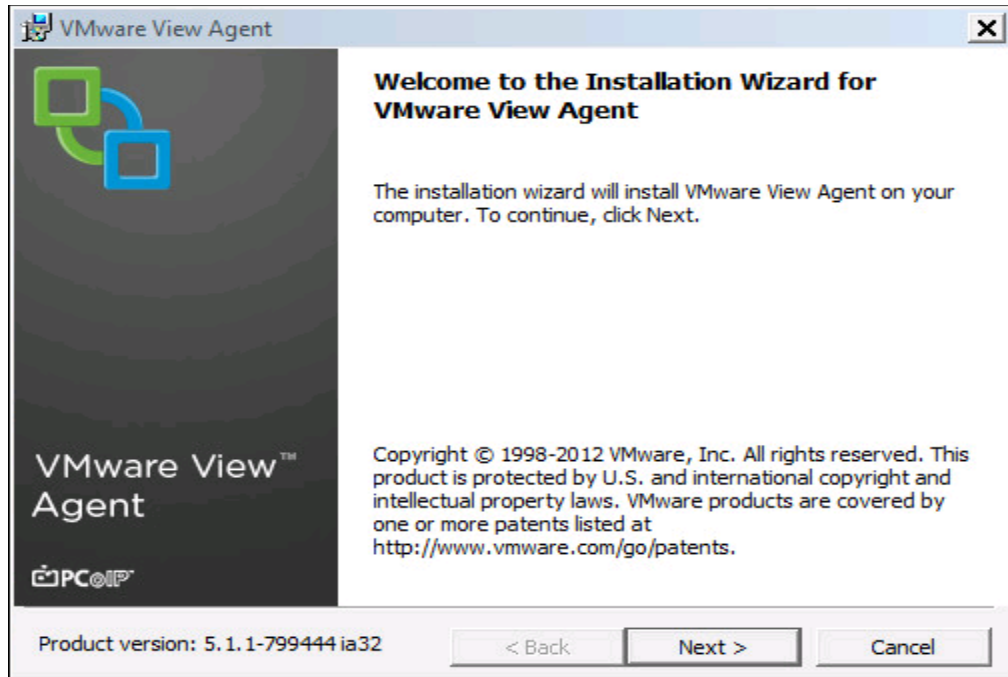 VMware View Agent
Welcome to the Installation Wizard for
VMware View Agent
The installation wizard will install VMware View Agent on your
computer. To continue, click Next.
VMware View™
Agent
PCoIP
Copyright © 1998-2012 VMware, Inc. All rights reserved. This
product is protected by U.S. and international copyright and
intellectual property laws. VMware products are covered by
one or more patents listed at
http://www.vmware.com/go/patents.
Product version: 5.1.1-799444 ia32
< Back
Next >
Cancel